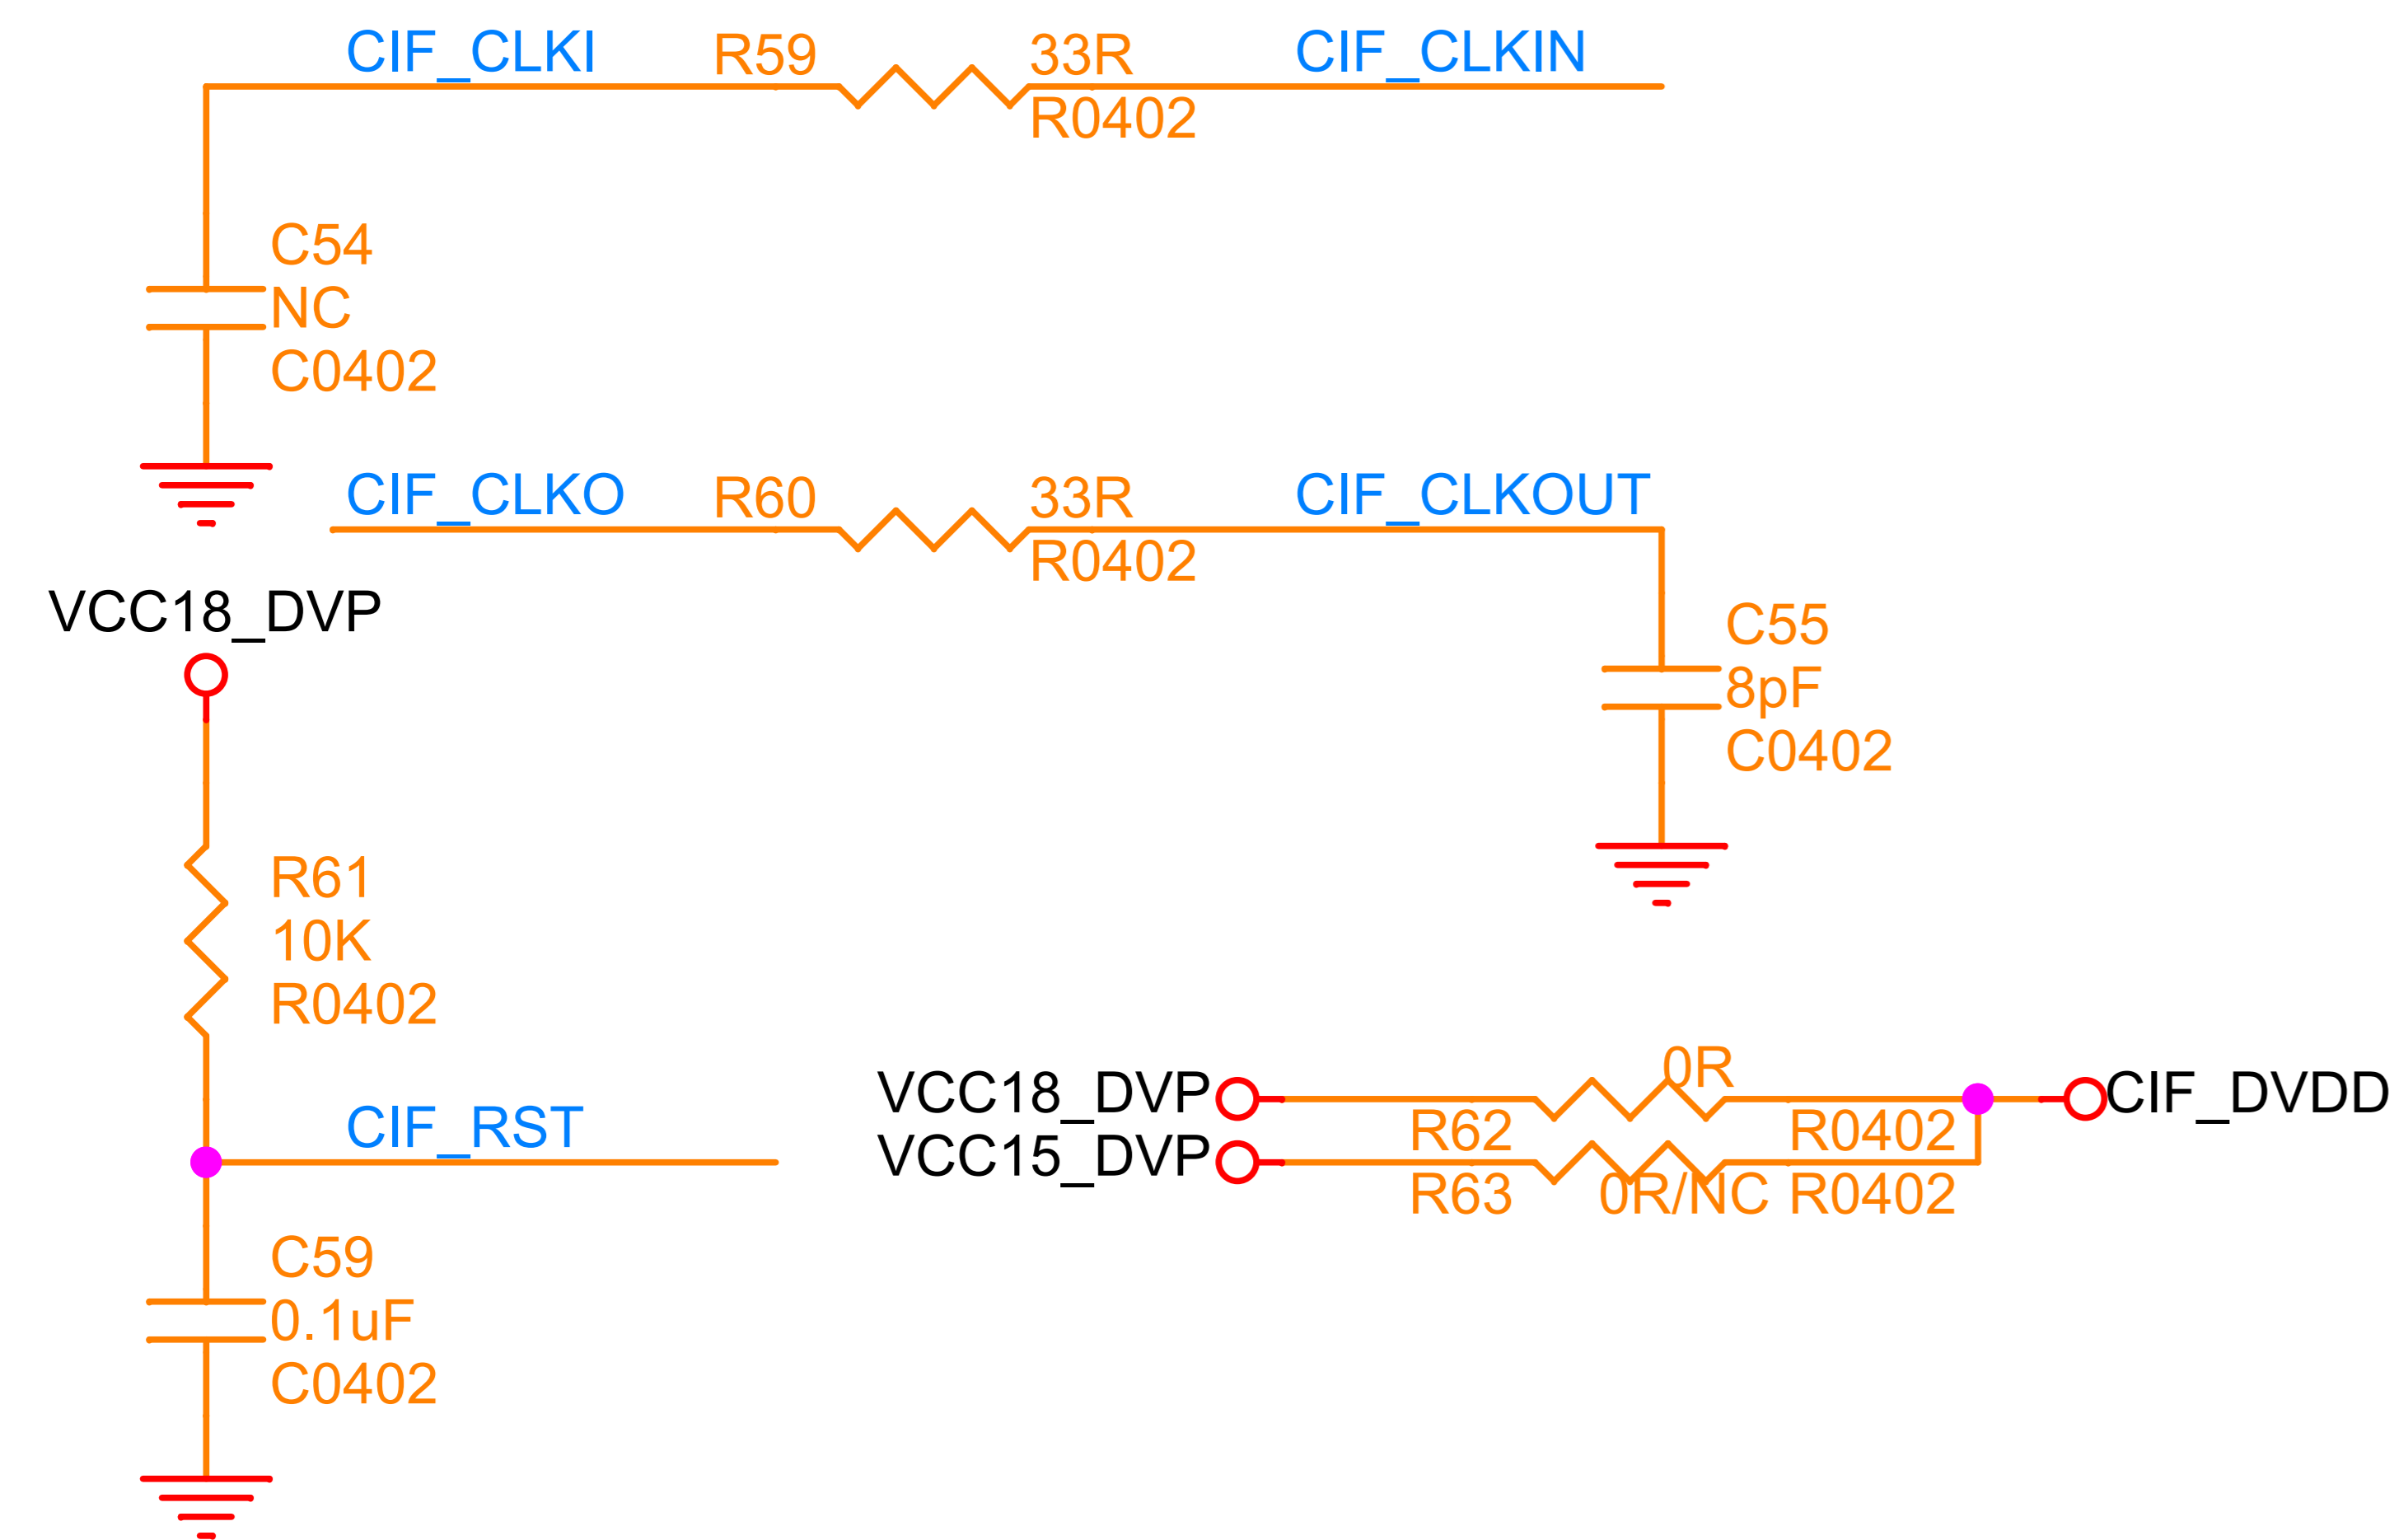 CIF_CLKI R59 33R CIF_CLKIN
R0402
C54
NC
C0402
CIF_CLKO R60 33R CIF_CLKOUT
R0402
VCC18_DVP
C55
8pF
C0402
R61
10K
R0402
0R
VCC18_DVP CIF_DVDD
CIF_RST R62 R0402
VCC15_DVP
R63 0R/NC R0402
C59
0.1uF
C0402